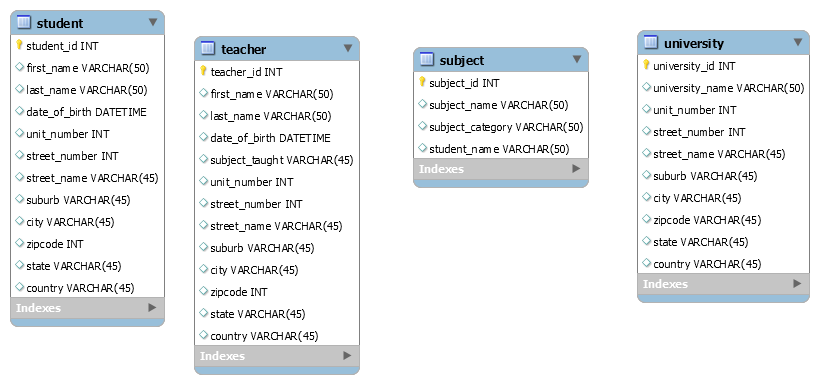 student
student_id INT
first_name VARCHAR(50)
last_name VARCHAR(50)
date_of_birth DATETIME
unit_number INT
street_number INT
street_name VARCHAR(45)
suburb VARCHAR(45)
city VARCHAR(45)
zipcode INT
state VARCHAR(45)
country VARCHAR(45)
Indexes
teacher
teacher_id INT
first_name VARCHAR(50)
last_name VARCHAR(50)
date_of_birth DATETIME
subject_taught VARCHAR(45)
unit_number INT
street_number INT
street_name VARCHAR(45)
suburb VARCHAR(45)
city VARCHAR(45)
zipcode INT
state VARCHAR(45)
country VARCHAR(45)
Indexes
subject
subject_id INT
subject_name VARCHAR(50)
subject_category VARCHAR(50)
student_name VARCHAR(50)
Indexes
university
university_id INT
university_name VARCHAR(50)
unit_number INT
street_number INT
street_name VARCHAR(45)
suburb VARCHAR(45)
city VARCHAR(45)
zipcode VARCHAR(45)
state VARCHAR(45)
country VARCHAR(45)
Indexes